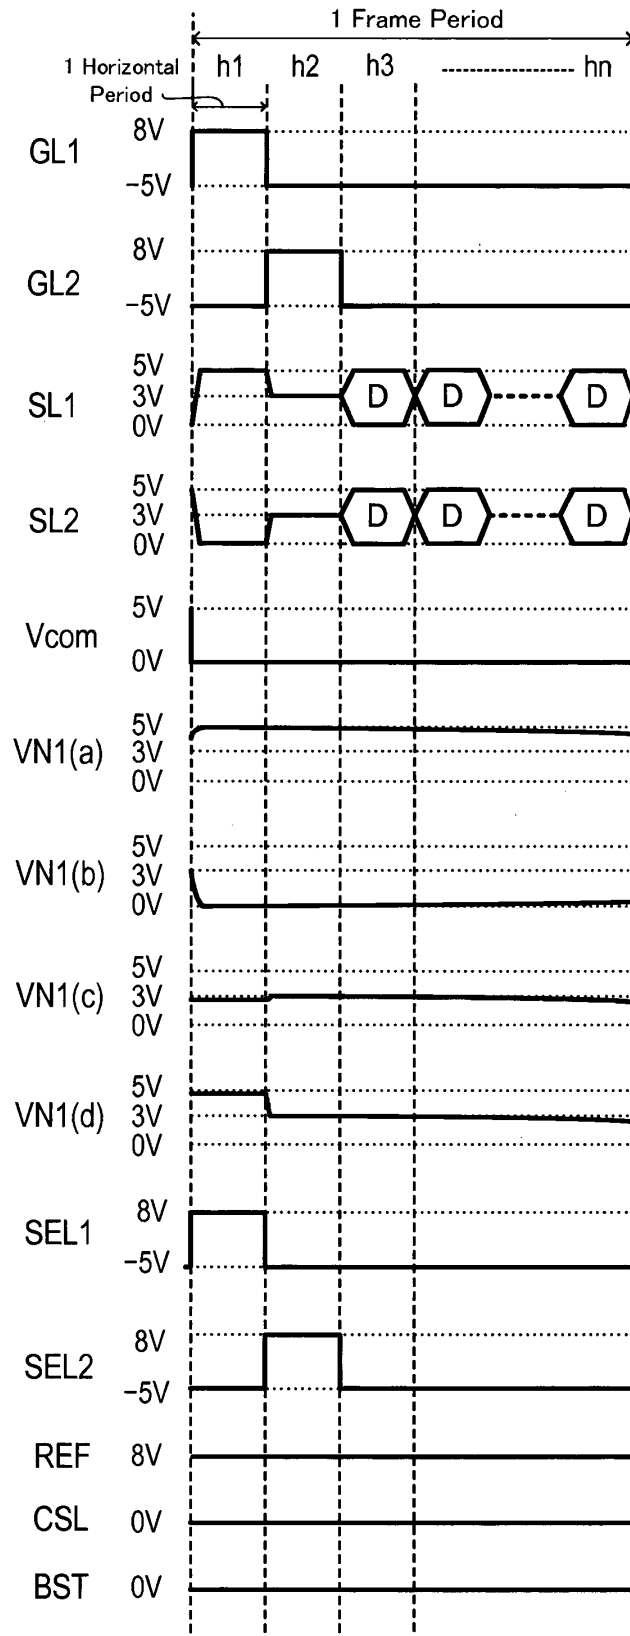 1 Frame Period
1 Horizontal Period h1 h2 h3 hn
GL1 8V -5V
GL2 8V -5V
SL1 5V 3V 0V D D D
SL2 5V 3V 0V D D D
Vcom 5V 0V
VN1(a) 5V 3V 0V
VN1(b) 5V 3V 0V
VN1(c) 5V 3V 0V
VN1(d) 5V 3V 0V
SEL1 8V -5V
SEL2 8V -5V
REF 8V
CSL 0V
BST 0V